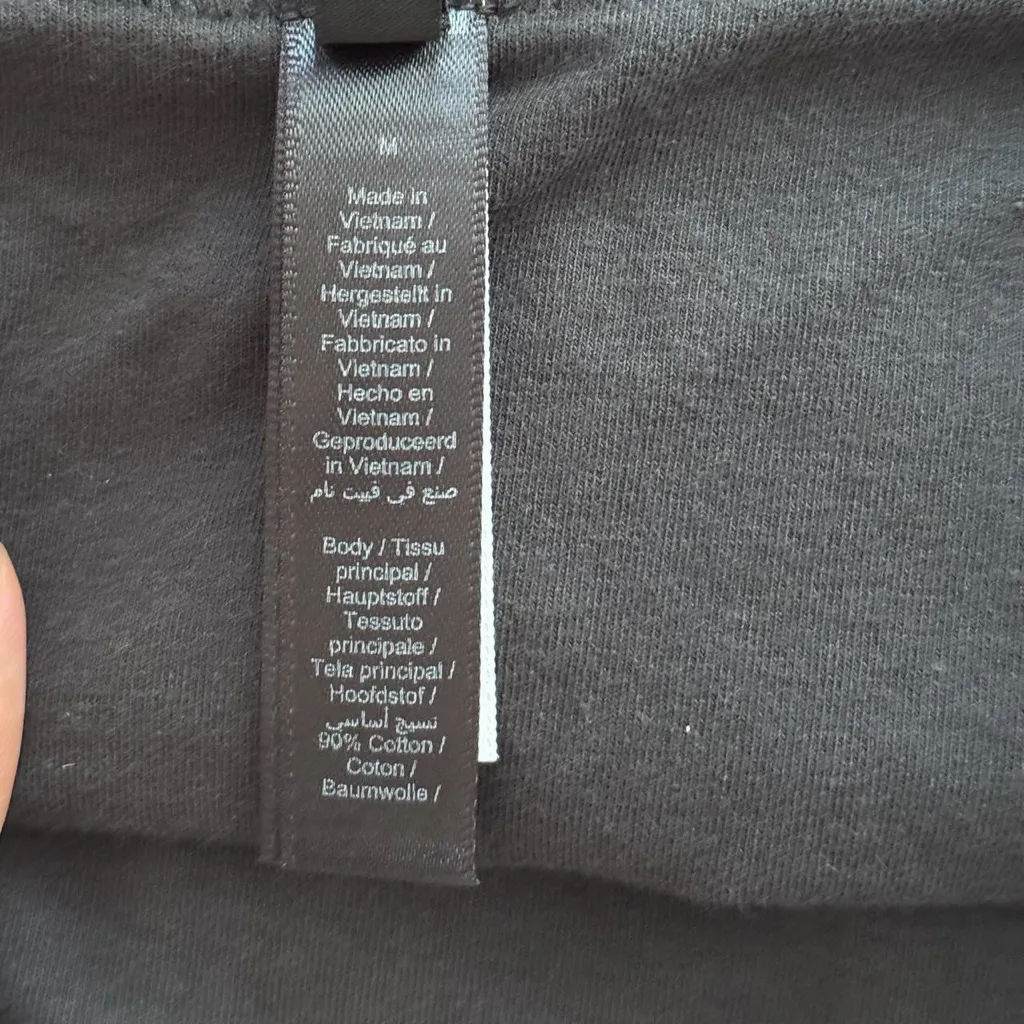 M
Made in
Vietnam /
Fabriqué au
Vietnam /
Hergestellt in
Vietnam /
Fabbricato in
Vietnam /
Hecho en
Vietnam /
Geproduceerd
in Vietnam /
صنع في فييت نام
Body / Tissu
principal /
Hauptstoff /
Tessuto
principale /
Tela principal /
Hoofdstof /
نسيج أساسي
90% Cotton /
Coton /
Baumwolle /